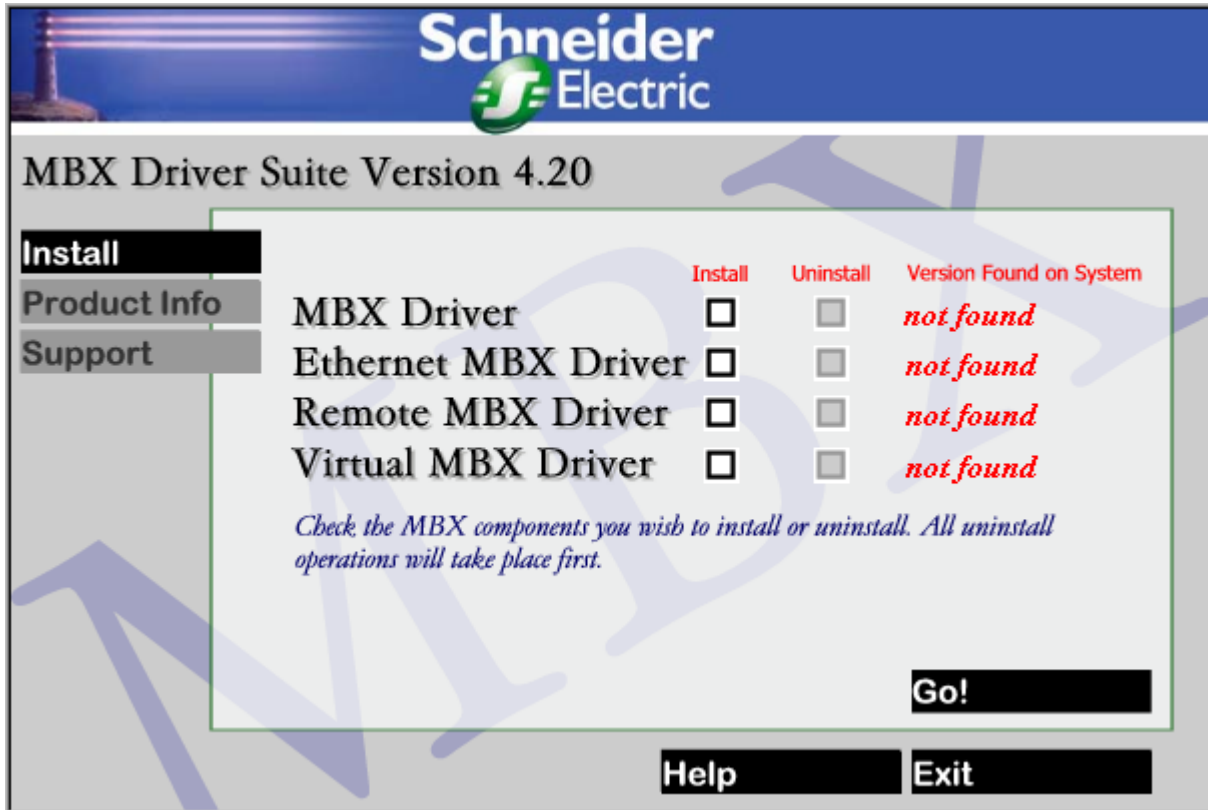 Schneider
Electric
MBX Driver Suite Version 4.20
Install
Product Info
Support
Install Uninstall Version Found on System
MBX Driver not found
Ethernet MBX Driver not found
Remote MBX Driver not found
Virtual MBX Driver not found
Check the MBX components you wish to install or uninstall. All uninstall
operations will take place first.
Go!
Help Exit
MBX